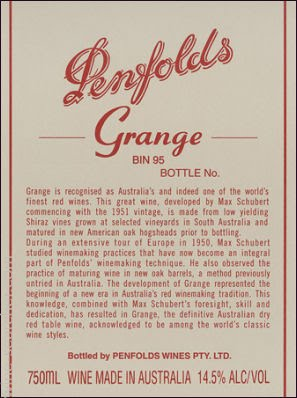 Penfolds
Grange
BIN 95
BOTTLE No.
Grange is recognised as Australia's and indeed one of the world's
finest red wines. This great wine, developed by Max Schubert
commencing with the 1951 vintage, is made from low yielding
Shiraz vines grown at selected vineyards in South Australia and
matured in new American oak hogsheads prior to bottling.
During an extensive tour of Europe in 1950, Max Schubert
studied winemaking practices that have now become an integral
part of Penfolds' winemaking technique. He also observed the
practice of maturing wine in new oak barrels, a method previously
untried in Australia. The development of Grange represented the
beginning of a new era in Australia's red winemaking tradition. This
knowledge, combined with Max Schubert's foresight, skill and
dedication, has resulted in Grange, the definitive Australian dry
red table wine, acknowledged to be among the world's classic
wine styles.
Bottled by PENFOLDS WINES PTY. LTD.
750ml WINE MADE IN AUSTRALIA 14.5% ALC/VOL